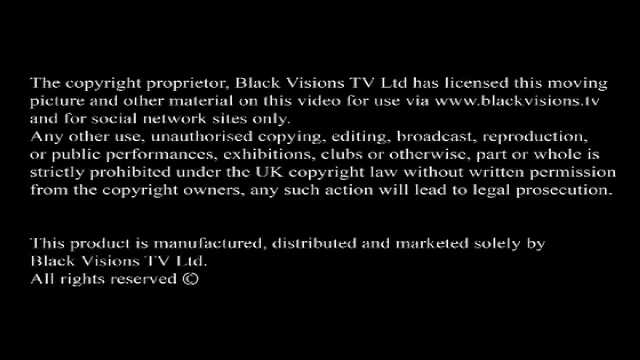 The copyright proprietor, Black Visions TV Ltd has licensed this moving
picture and other material on this video for use via www.blackvisions.tv
and for social network sites only.
Any other use, unauthorised copying, editing, broadcast, reproduction,
or public performances, exhibitions, clubs or otherwise, part or whole is
strictly prohibited under the UK copyright law without written permission
from the copyright owners, any such action will lead to legal prosecution.
This product is manufactured, distributed and marketed solely by
Black Visions TV Ltd.
All rights reserved ©